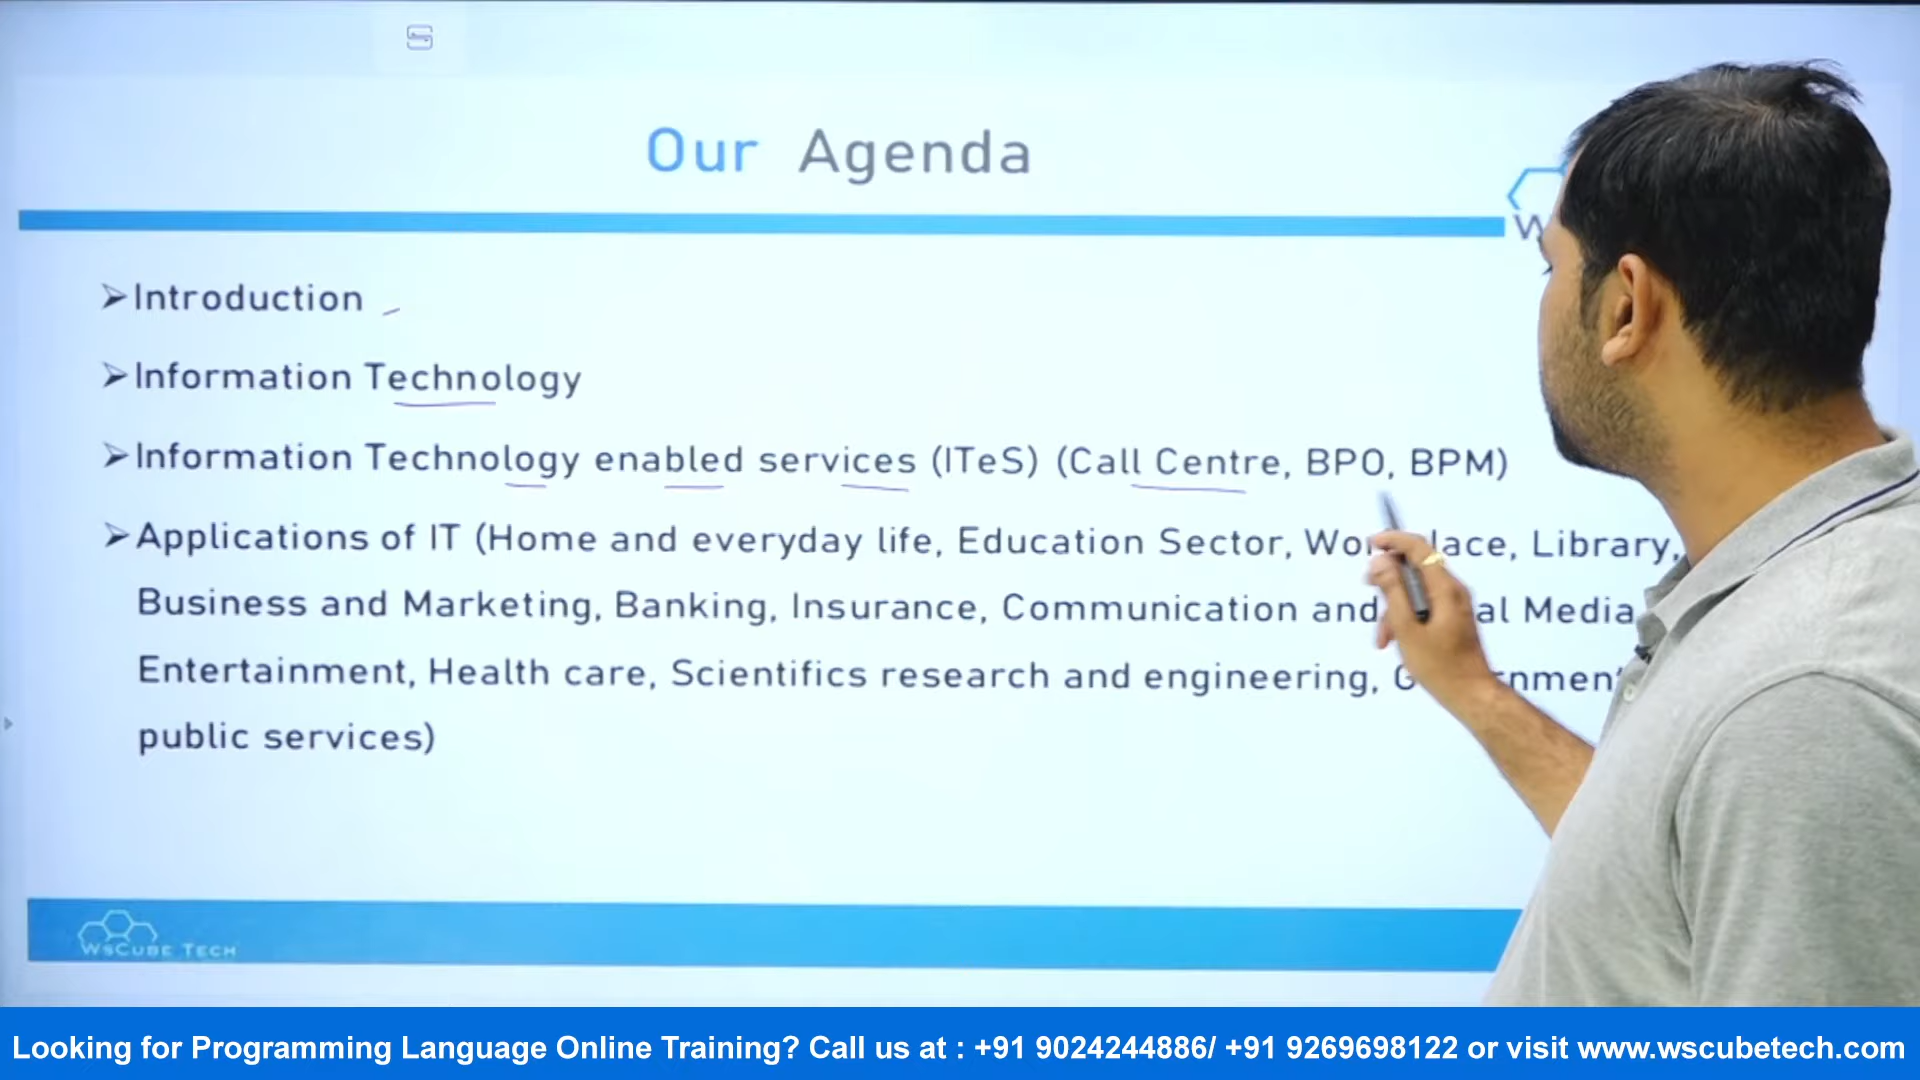 Our Agenda
Introduction
Information Technology
Information Technology enabled services (ITeS) (Call Centre, BPO, BPM)
Applications of IT (Home and everyday life, Education Sector, Library,
Business and Marketing, Banking, Insurance, Communication and Media
Entertainment, Health care, Scientifics research and engineering,
public services)
WSCUBE TECH
Looking for Programming Language Online Training? Call us at : +91 9024244886/ +91 9269698122 or visit www.wscubetech.com